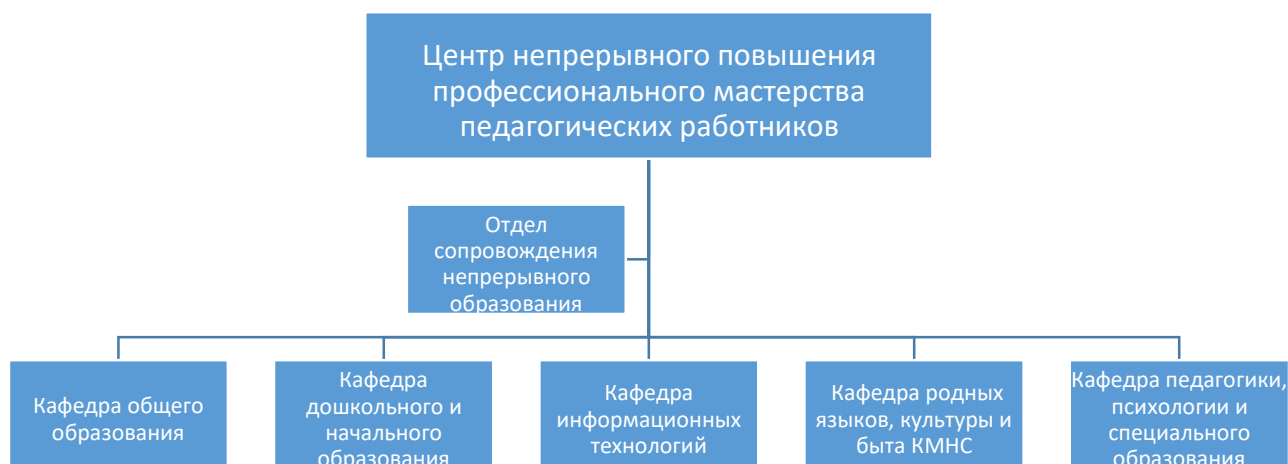 Центр непрерывного повышения
профессионального мастерства
педагогических работников
Отдел
сопровождения
непрерывного
образования
Кафедра общего
образования
Кафедра
дошкольного и
начального
образования
Кафедра
информационных
технологий
Кафедра родных
языков, культуры и
быта КМНС
Кафедра педагогики,
психологии и
специального
образования